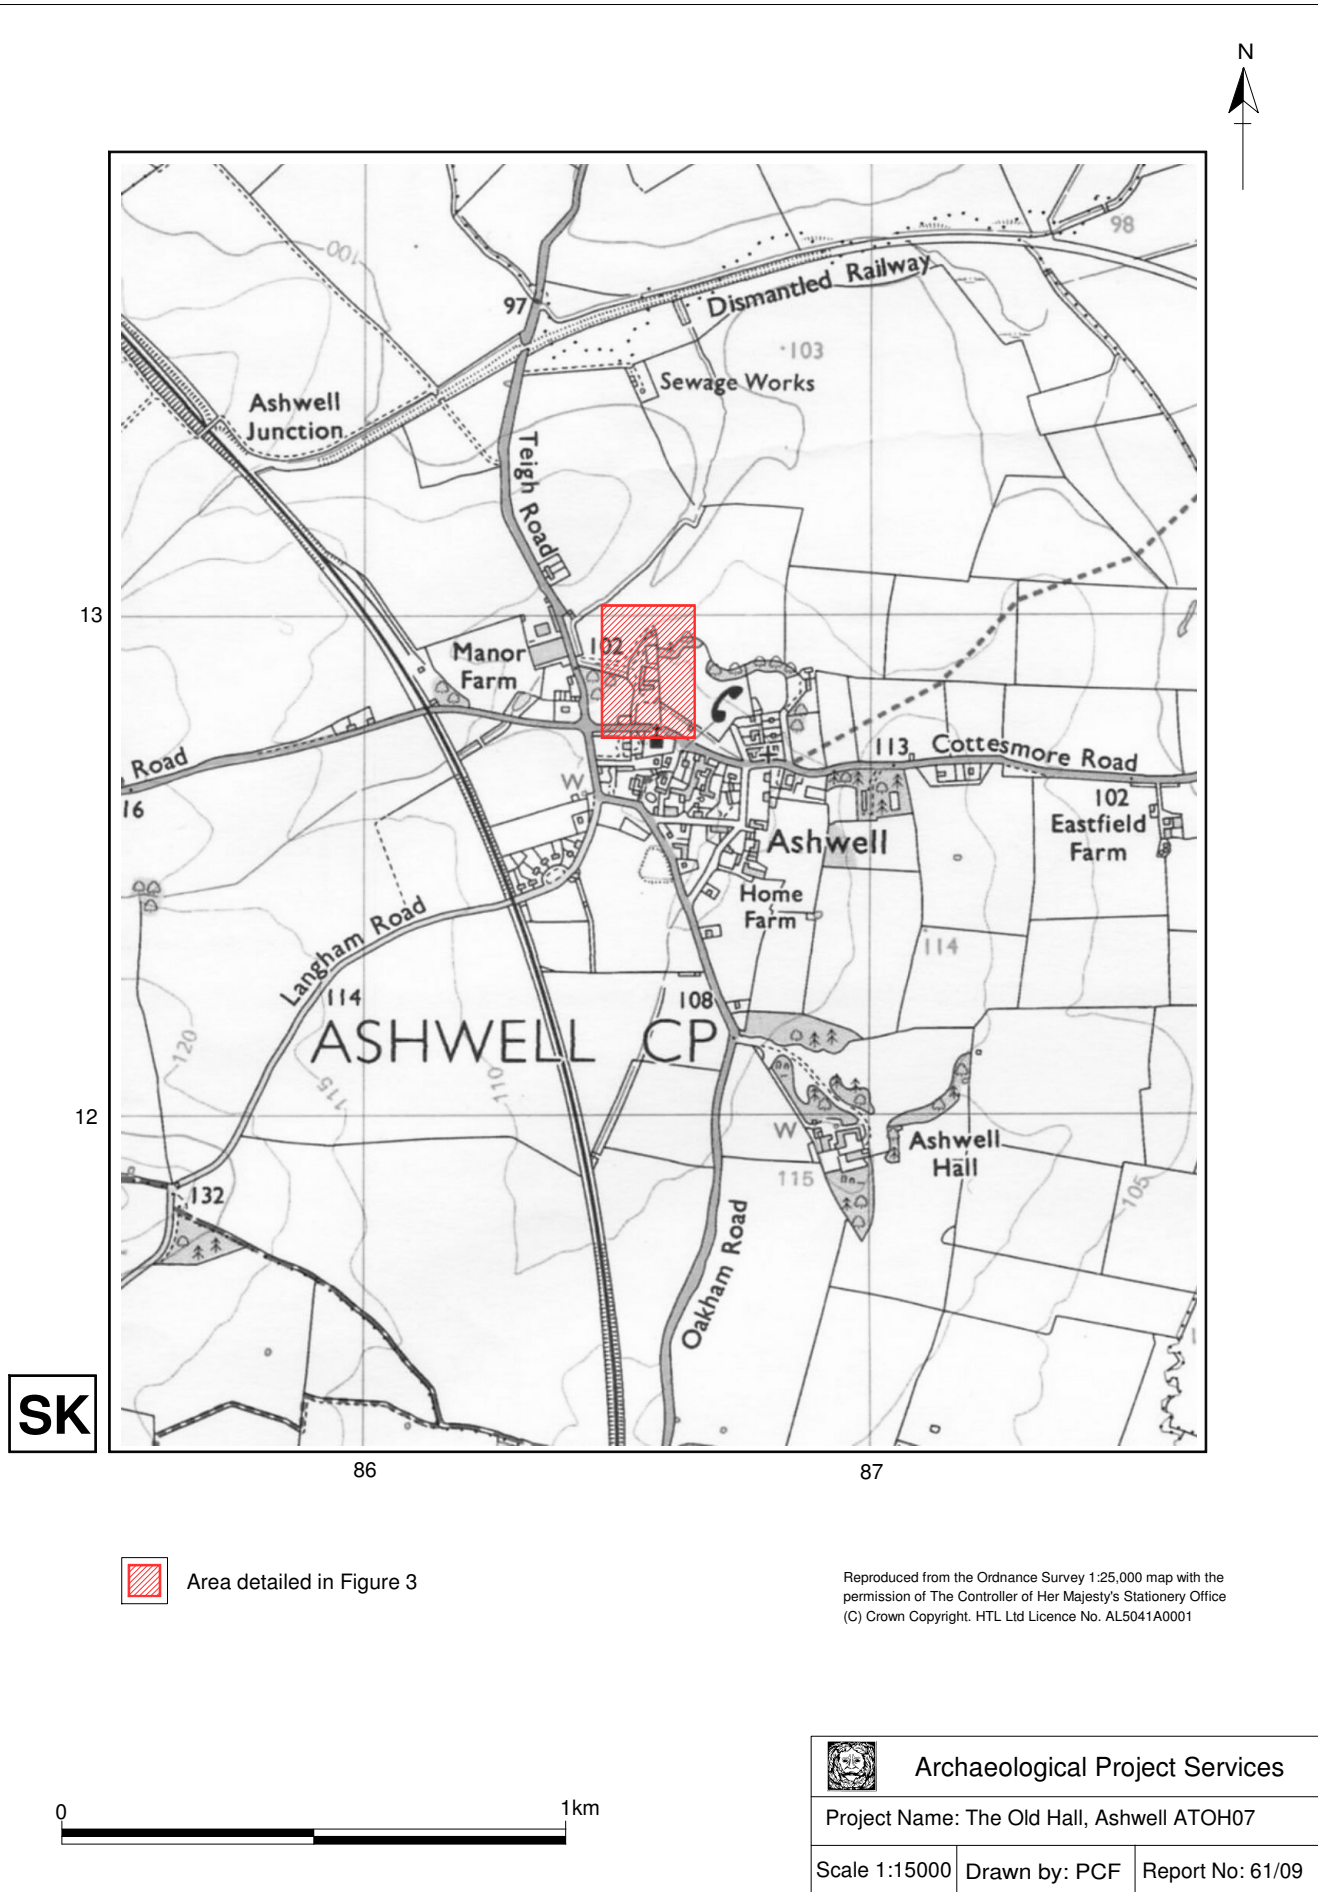 N
98
100
97
Dismantled Railway
103
Sewage Works
Ashwell
Junction
Teigh Road
13
102
Manor
Farm
Road
16
113
Cottesmore Road
W
102
Eastfield
Farm
Ashwell
Home
Farm
Langham Road
114
114
108
ASHWELL CP
120
115
110
12
W
Ashwell
Hall
115
105
132
Oakham Road
SK
86
87
Area detailed in Figure 3
Reproduced from the Ordnance Survey 1:25,000 map with the
permission of The Controller of Her Majesty's Stationery Office
(C) Crown Copyright. HTL Ltd Licence No. AL5041A0001
0
1km
Archaeological Project Services
Project Name: The Old Hall, Ashwell ATOH07
Scale 1:15000
Drawn by: PCF
Report No: 61/09